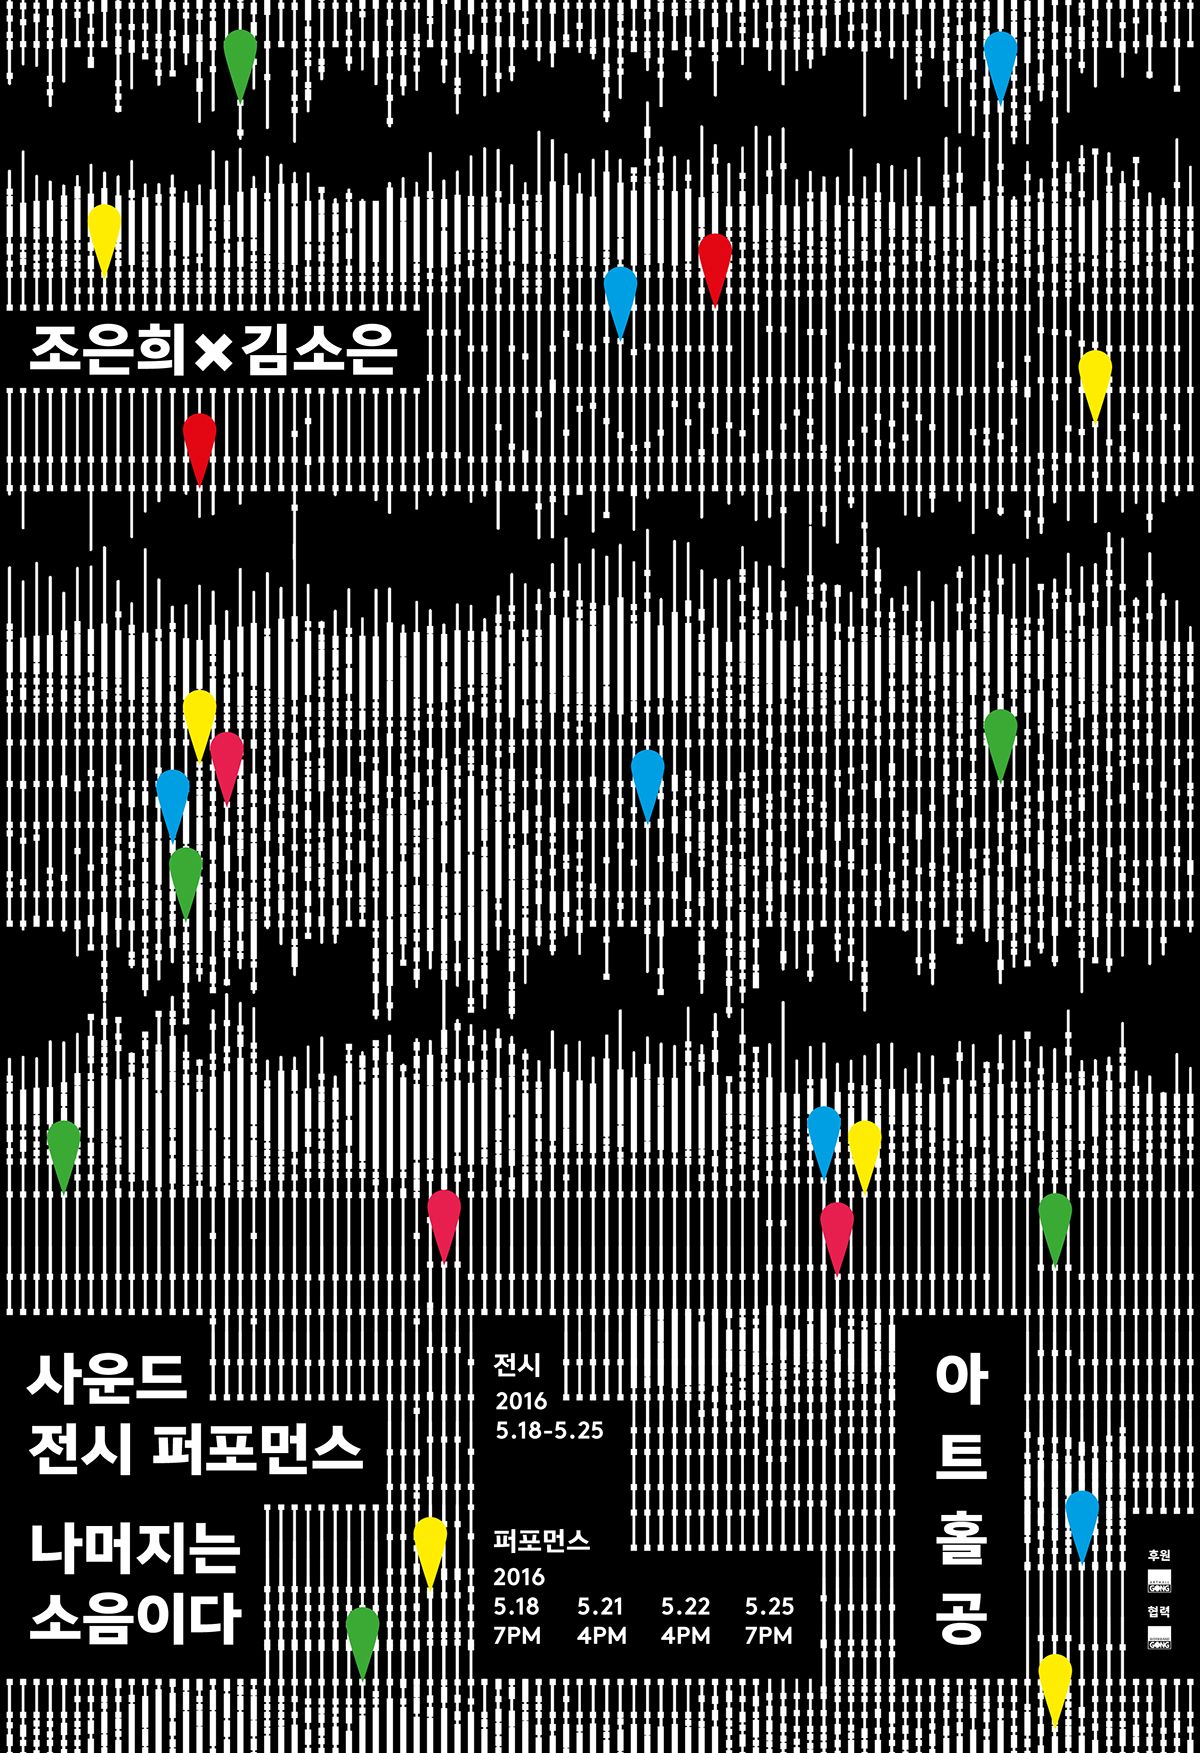 조은희×김소은
사운드
전시 퍼포먼스
나머지는
소음이다
전시
2016
5.18-5.25
퍼포먼스
2016
5.18 5.21 5.22 5.25
7PM 4PM 4PM 7PM
아
트
홀
공
후원
GONG
협력
GONG